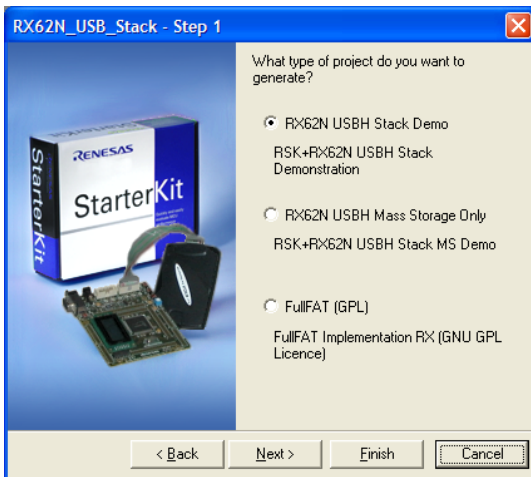 RX62N_USB_Stack - Step 1
What type of project do you want to
generate?
RX62N USBH Stack Demo
RSK+RX62N USBH Stack
Demonstration
RX62N USBH Mass Storage Only
RSK+RX62N USBH Stack MS Demo
FullFAT (GPL)
FullFAT Implementation RX (GNU GPL
Licence)
RENESAS
StarterKit
StarterKit
< Back
Next >
Finish
Cancel